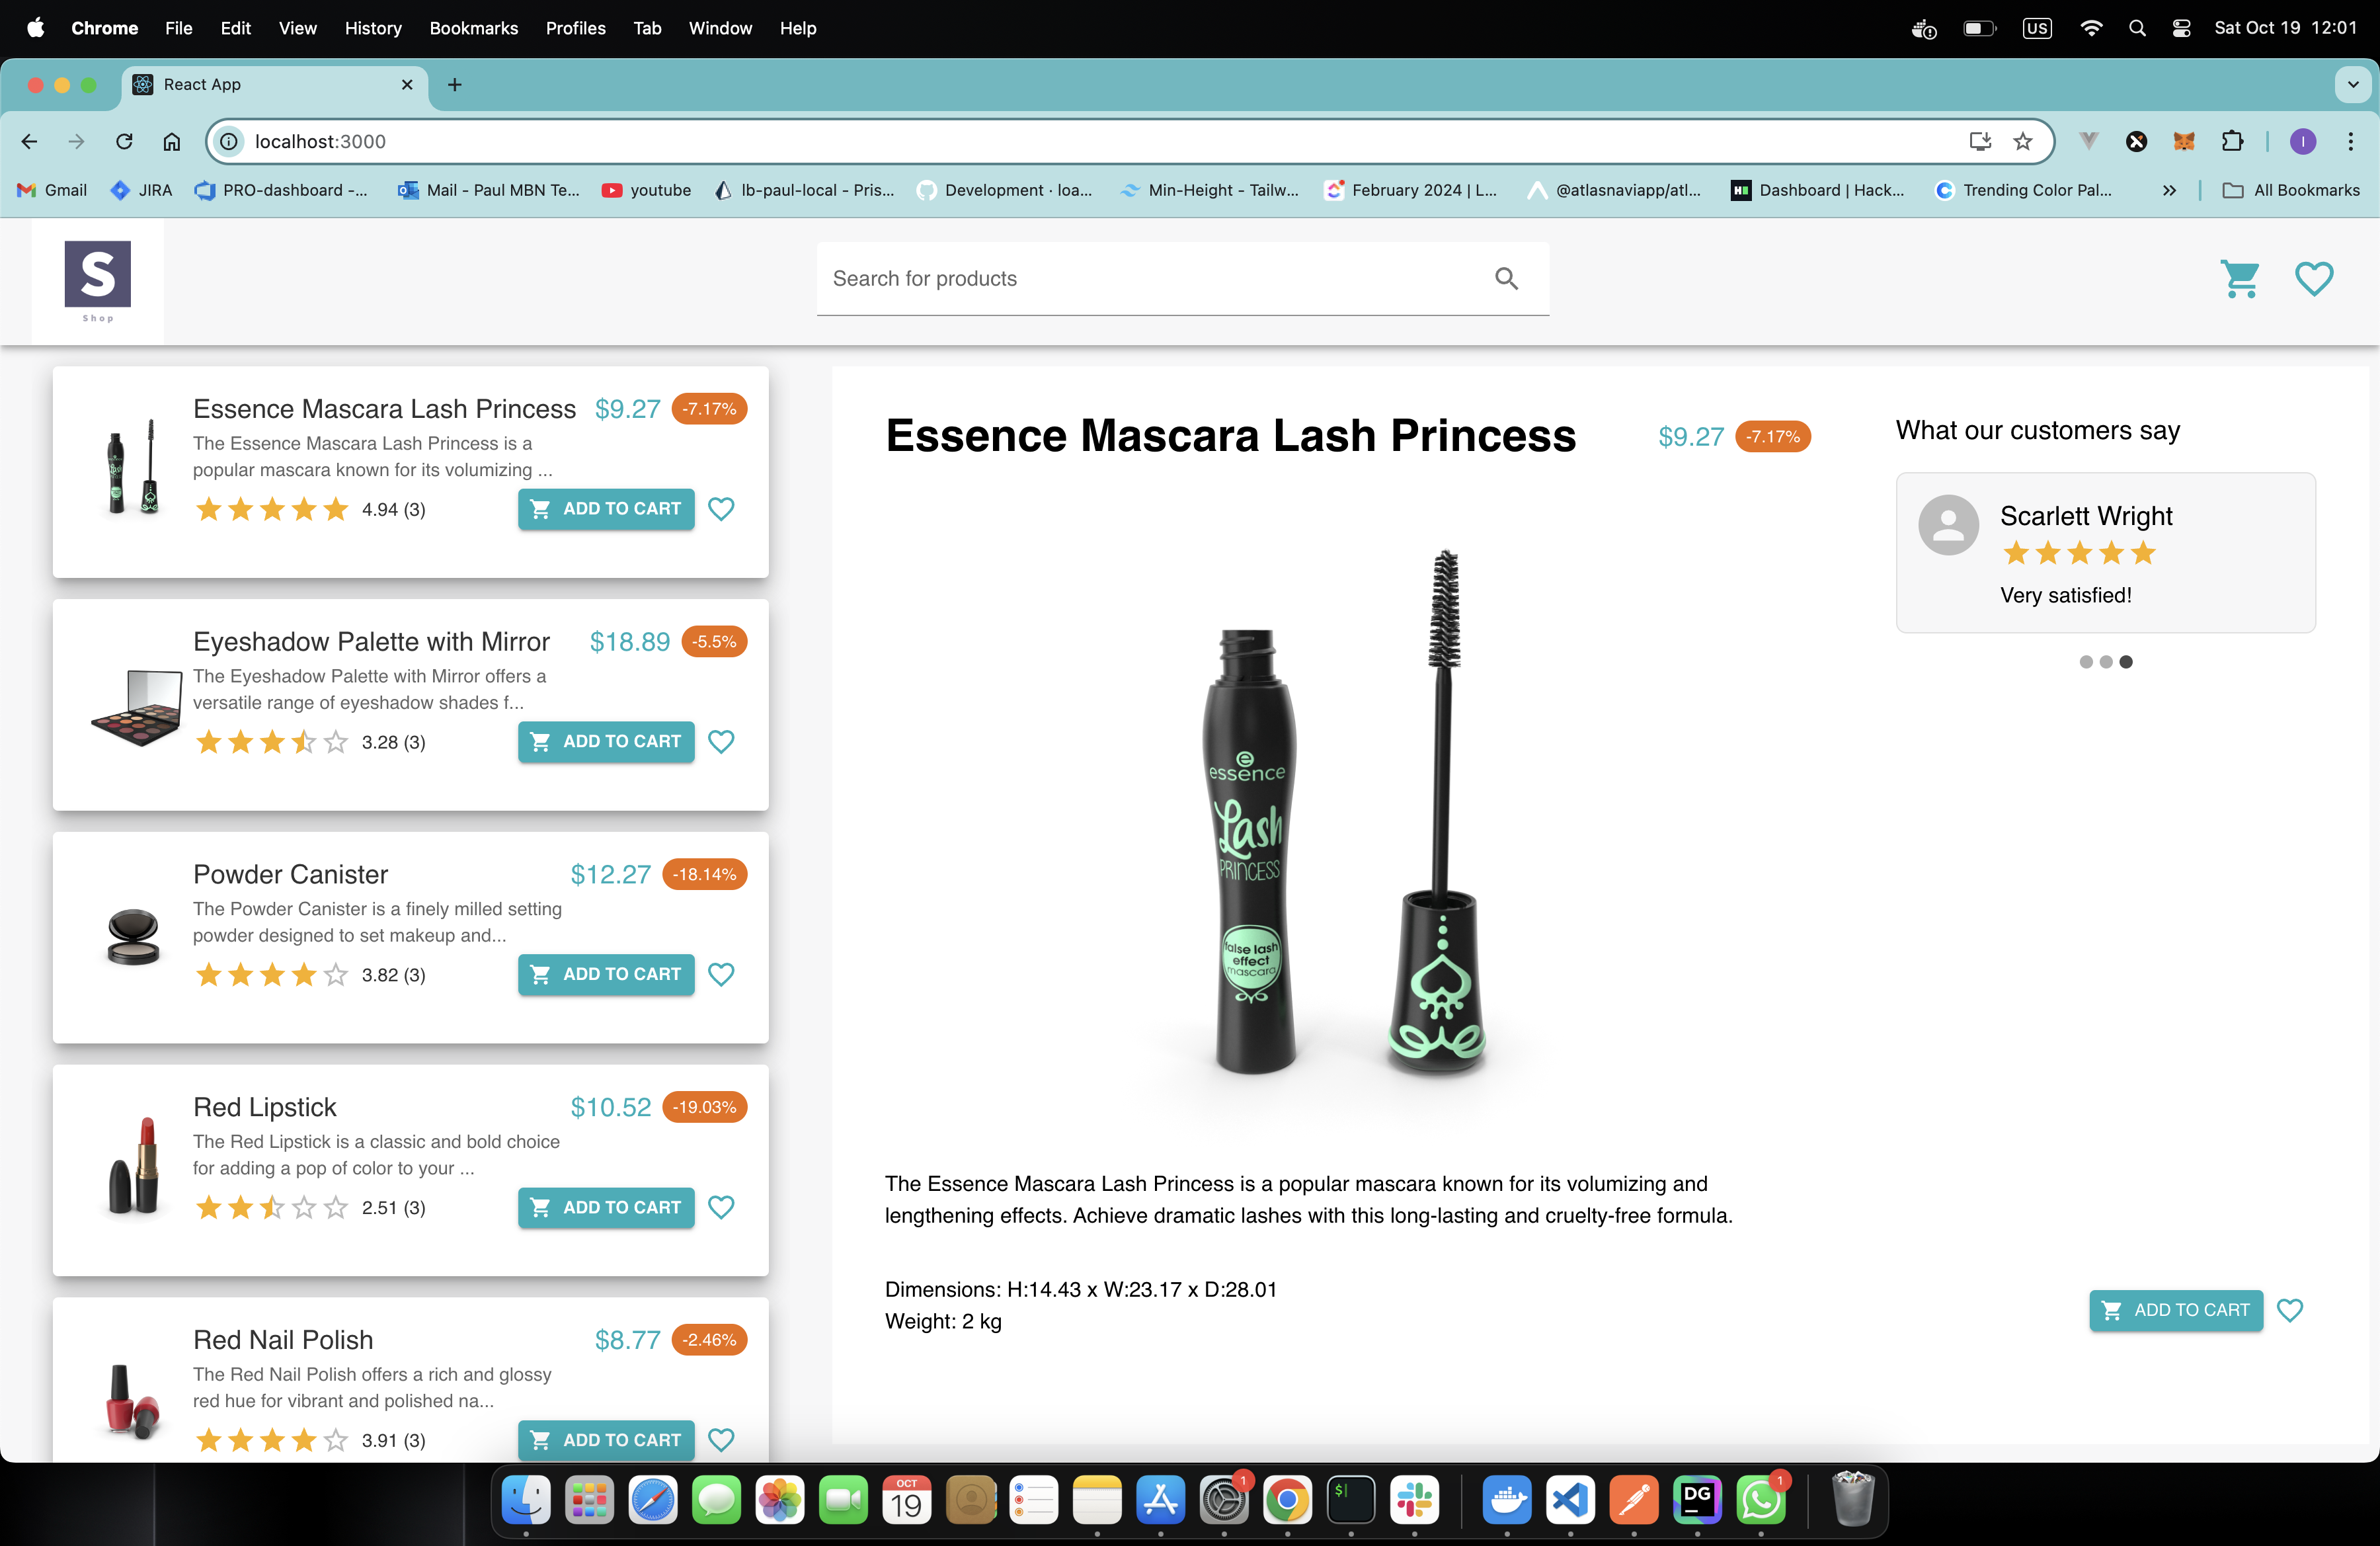 Chrome File Edit View History Bookmarks Profiles Tab Window Help
US
Sat Oct 19 12:01
React App
localhost:3000
I
Gmail
JIRA
PRO-dashboard -...
Mail - Paul MBN Te...
youtube
lb-paul-local - Pris...
Development · loa...
Min-Height - Tailw...
February 2024 | L...
@atlasnaviapp/atl...
Dashboard | Hack...
Trending Color Pal...
All Bookmarks
S
Shop
Search for products
Essence Mascara Lash Princess $9.27 -7.17%
The Essence Mascara Lash Princess is a
popular mascara known for its volumizing ...
4.94 (3) ADD TO CART
Eyeshadow Palette with Mirror $18.89 -5.5%
The Eyeshadow Palette with Mirror offers a
versatile range of eyeshadow shades f...
3.28 (3) ADD TO CART
Powder Canister $12.27 -18.14%
The Powder Canister is a finely milled setting
powder designed to set makeup and...
3.82 (3) ADD TO CART
Red Lipstick $10.52 -19.03%
The Red Lipstick is a classic and bold choice
for adding a pop of color to your ...
2.51 (3) ADD TO CART
Red Nail Polish $8.77 -2.46%
The Red Nail Polish offers a rich and glossy
red hue for vibrant and polished na...
3.91 (3) ADD TO CART
Essence Mascara Lash Princess $9.27 -7.17%
essence
Lash
PRINCESS
false lash
effect
mascara
The Essence Mascara Lash Princess is a popular mascara known for its volumizing and
lengthening effects. Achieve dramatic lashes with this long-lasting and cruelty-free formula.
Dimensions: H:14.43 x W:23.17 x D:28.01
Weight: 2 kg
What our customers say
Scarlett Wright
Very satisfied!
ADD TO CART
OCT
19
1
$
DG
1